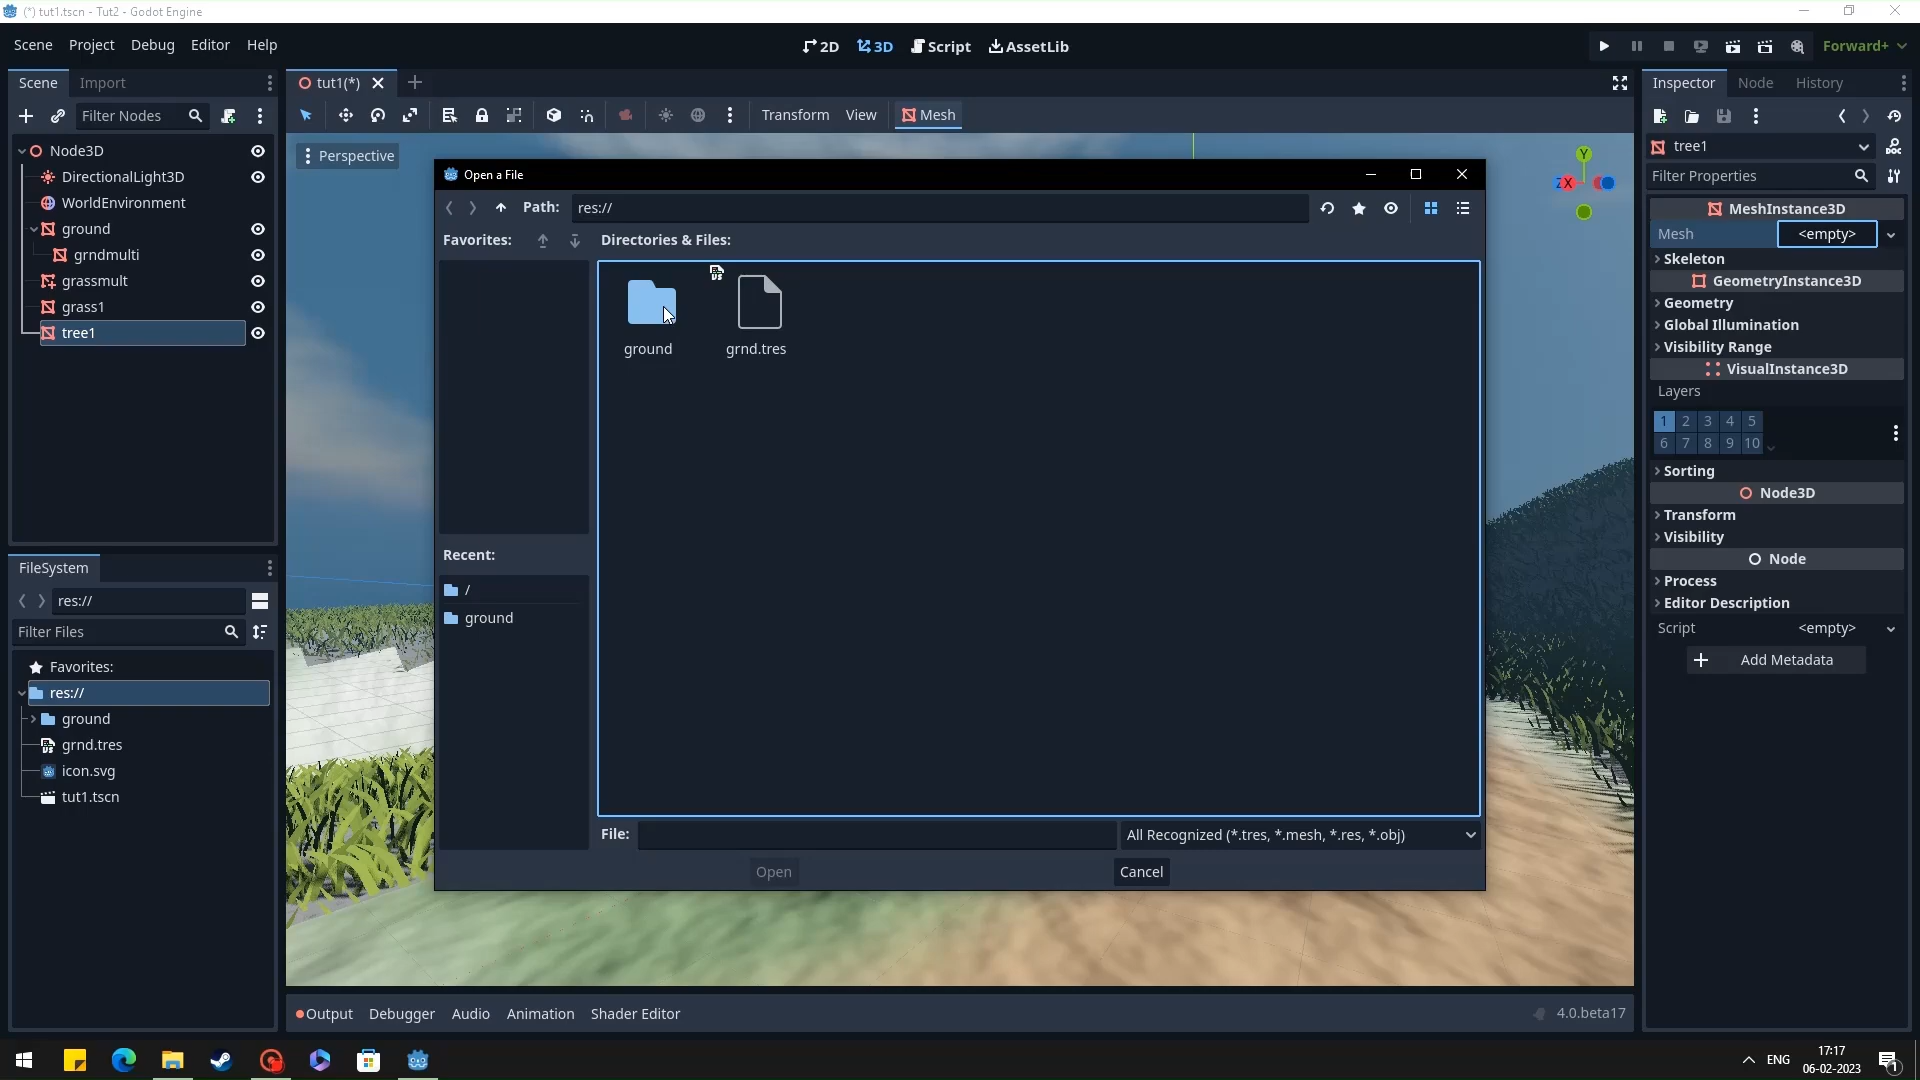 (*) tut1.tscn - Tut2 - Godot Engine
Scene Project Debug Editor Help
2D 3D Script AssetLib
Forward+
Scene Import
tut1(*)
Inspector Node History
Filter Nodes
Transform View Mesh
Node3D
DirectionalLight3D
WorldEnvironment
ground
grndmulti
grassmult
grass1
tree1
Perspective
Y
Z X
Open a File
Path: res://
Favorites:
Directories & Files:
ground
grnd.tres
Recent:
/
ground
File:
All Recognized (*.tres, *.mesh, *.res, *.obj)
Open
Cancel
tree1
Filter Properties
MeshInstance3D
Mesh <empty>
Skeleton
GeometryInstance3D
Geometry
Global Illumination
Visibility Range
VisualInstance3D
Layers
1 2 3 4 5
6 7 8 9 10
Sorting
Node3D
Transform
Visibility
Node
Process
Editor Description
Script <empty>
Add Metadata
FileSystem
res://
Filter Files
Favorites:
res://
ground
grnd.tres
icon.svg
tut1.tscn
Output Debugger Audio Animation Shader Editor
4.0.beta17
ENG
17:17
06-02-2023
1